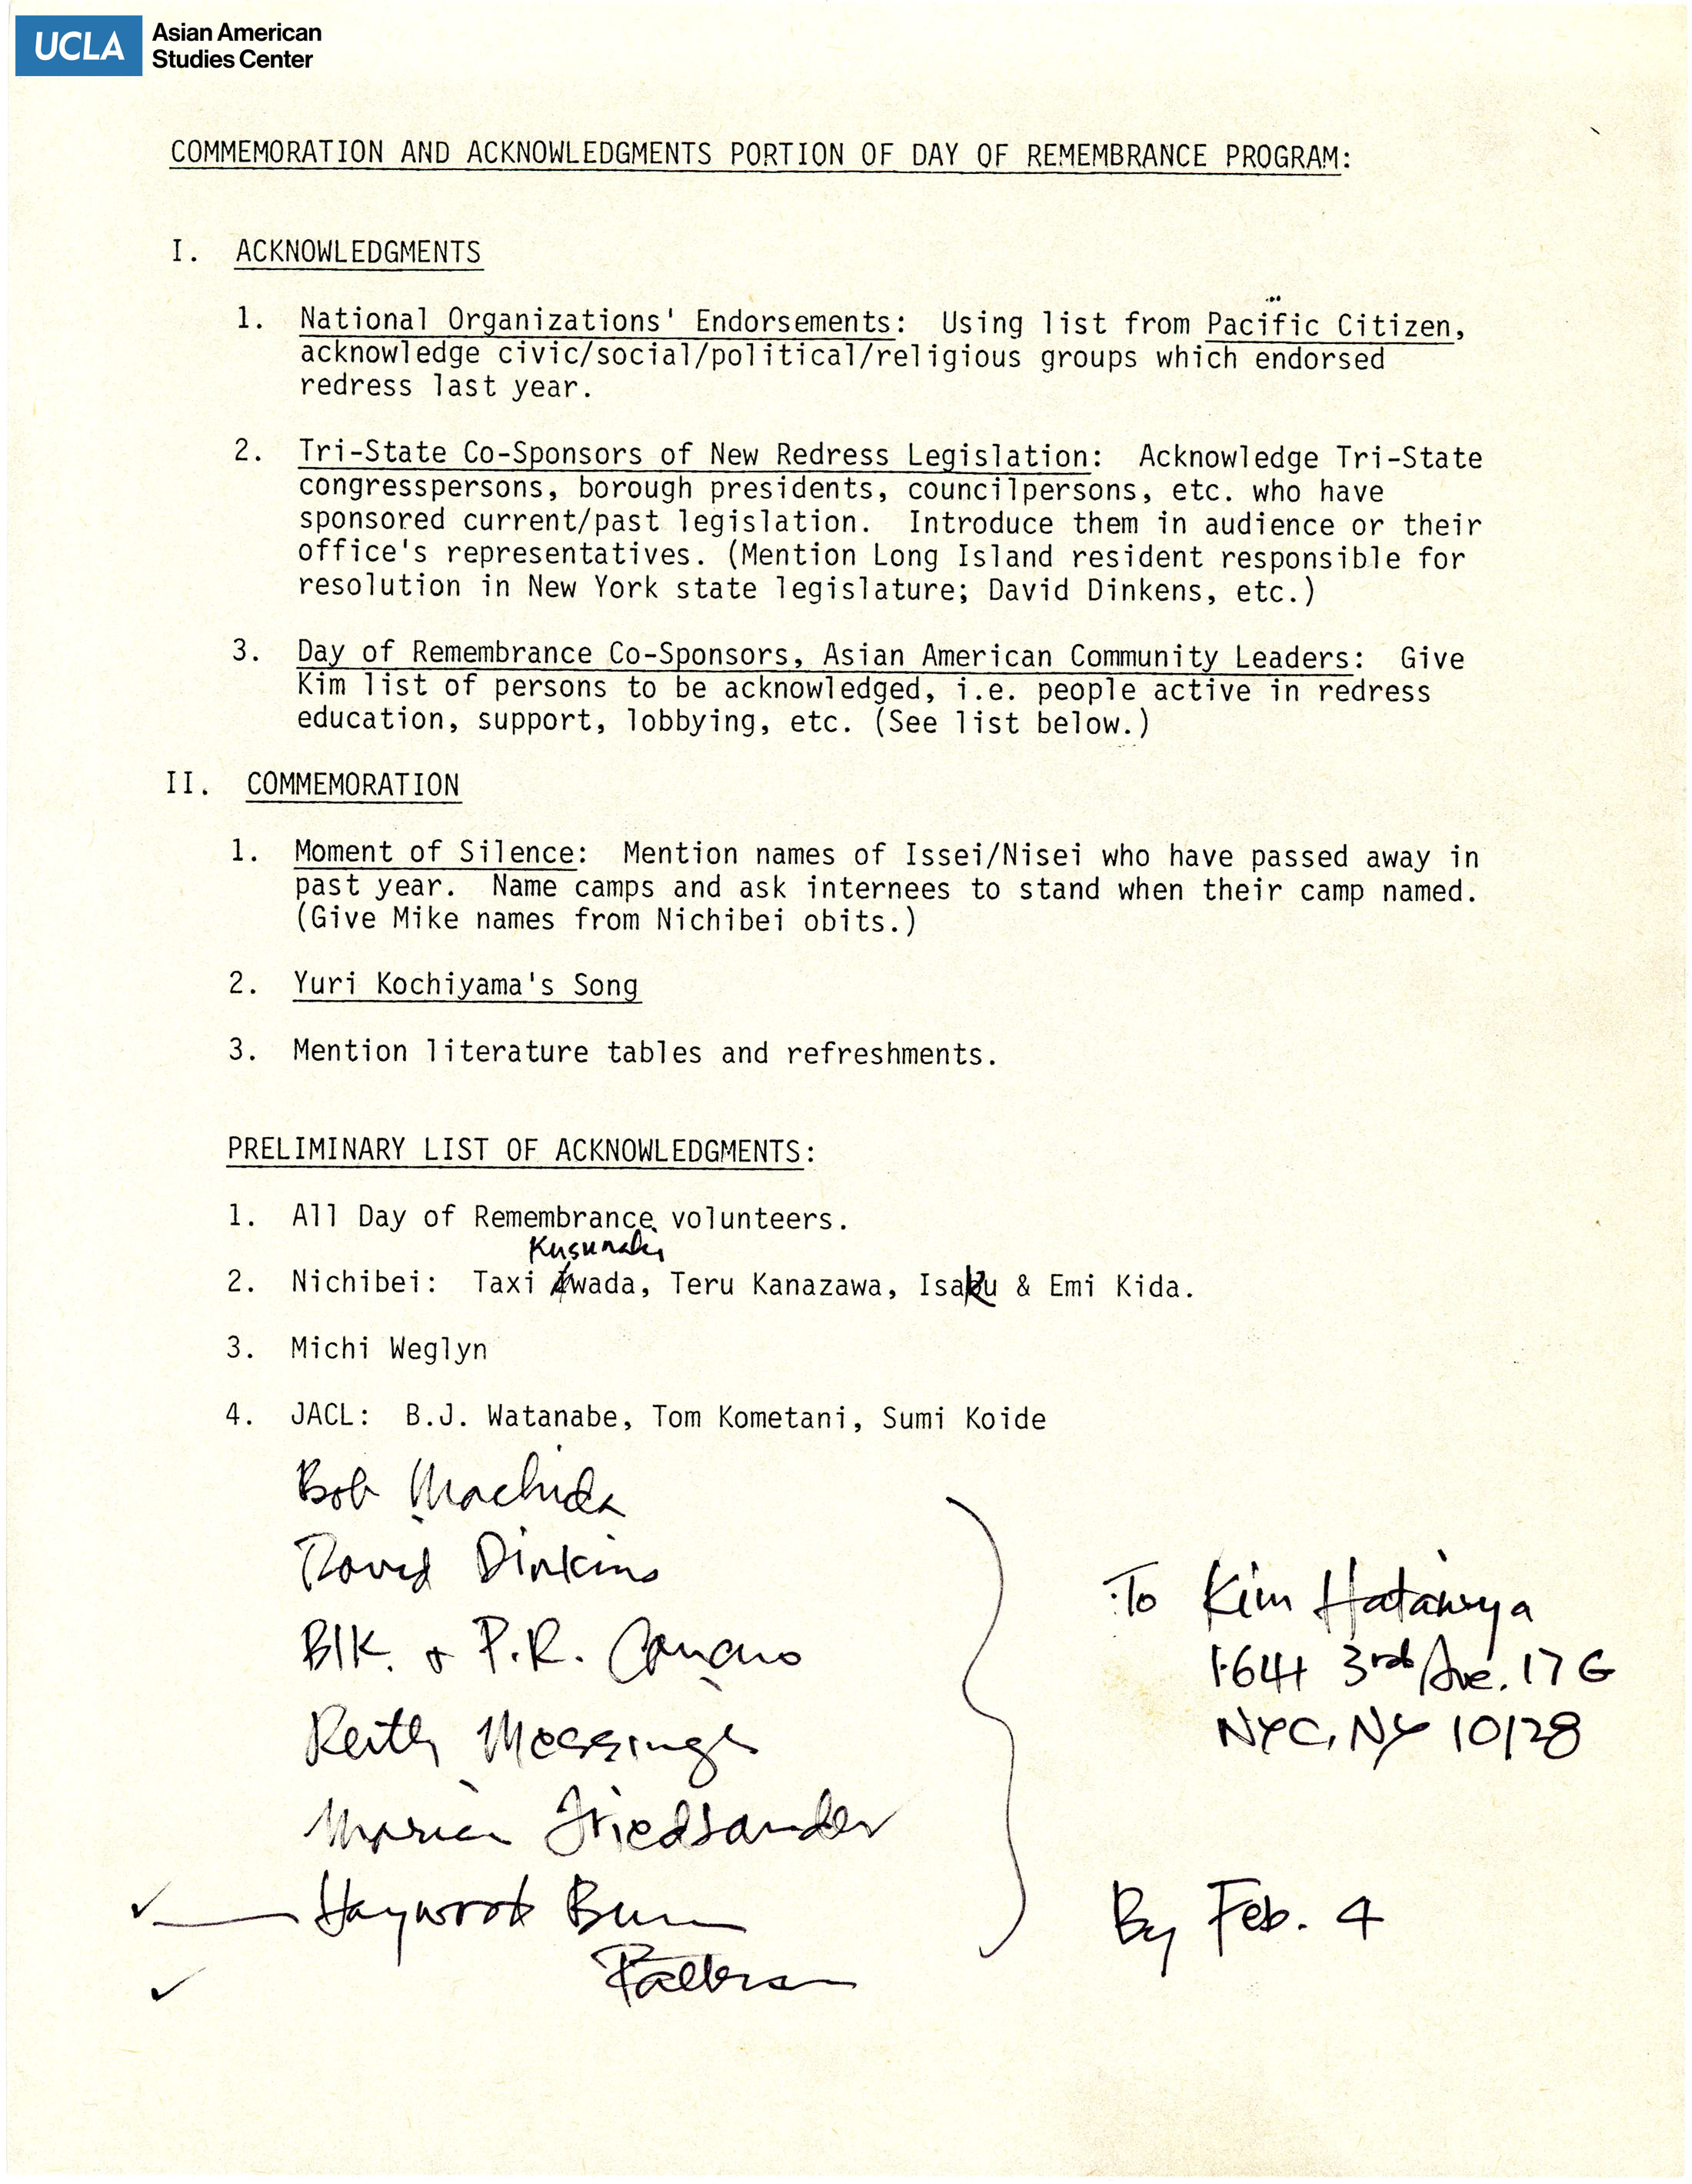 UCLA Asian American
Studies Center
COMMEMORATION AND ACKNOWLEDGMENTS PORTION OF DAY OF REMEMBRANCE PROGRAM:
I. ACKNOWLEDGMENTS
1. National Organizations' Endorsements: Using list from Pacific Citizen,
acknowledge civic/social/political/religious groups which endorsed
redress last year.
2. Tri-State Co-Sponsors of New Redress Legislation: Acknowledge Tri-State
congresspersons, borough presidents, councilpersons, etc. who have
sponsored current/past legislation. Introduce them in audience or their
office's representatives. (Mention Long Island resident responsible for
resolution in New York state legislature; David Dinkens, etc.)
3. Day of Remembrance Co-Sponsors, Asian American Community Leaders: Give
Kim list of persons to be acknowledged, i.e. people active in redress
education, support, lobbying, etc. (See list below.)
II. COMMEMORATION
1. Moment of Silence: Mention names of Issei/Nisei who have passed away in
past year. Name camps and ask internees to stand when their camp named.
(Give Mike names from Nichibei obits.)
2. Yuri Kochiyama's Song
3. Mention literature tables and refreshments.
PRELIMINARY LIST OF ACKNOWLEDGMENTS:
1. All Day of Remembrance volunteers.
2. Nichibei: Taxi wada, Teru Kanazawa, Isaku & Emi Kida.
3. Michi Weglyn
4. JACL: B.J. Watanabe, Tom Kometani, Sumi Koide
Bob Machida
David Dinkins
Blk. & P.R.
Keith Messinger
Friedlander
Haywood Burn
To Kim
1641 3rd Ave. 17 G
NYC, NY 10128
By Feb. 4